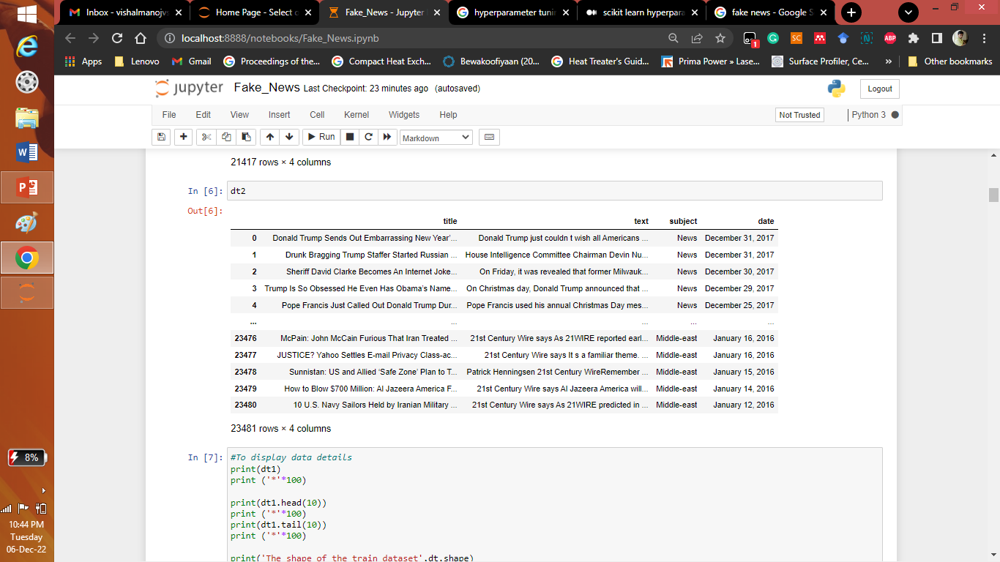 Inbox - vishalmanojvs
Home Page - Select o
Fake_News - Jupyter
hyperparameter tunin
scikit learn hyperpara
fake news - Google S
localhost:8888/notebooks/Fake_News.ipynb
1
SC
ABP
Apps
Lenovo
Gmail
Proceedings of the...
Compact Heat Exch...
Bewakoofiyaan (20...
Heat Treater's Guid...
Prima Power » Lase...
Surface Profiler, Ce...
»
Other bookmarks
jupyter Fake_News Last Checkpoint: 23 minutes ago (autosaved)
Logout
File Edit View Insert Cell Kernel Widgets Help
Not Trusted
Python 3
Run
Markdown
21417 rows × 4 columns
In [6]: dt2
Out[6]:
title text subject date
0 Donald Trump Sends Out Embarrassing New Year'... Donald Trump just couldn t wish all Americans ... News December 31, 2017
1 Drunk Bragging Trump Staffer Started Russian ... House Intelligence Committee Chairman Devin Nu... News December 31, 2017
2 Sheriff David Clarke Becomes An Internet Joke... On Friday, it was revealed that former Milwauk... News December 30, 2017
3 Trump Is So Obsessed He Even Has Obama's Name... On Christmas day, Donald Trump announced that ... News December 29, 2017
4 Pope Francis Just Called Out Donald Trump Dur... Pope Francis used his annual Christmas Day mes... News December 25, 2017
... ... ... ... ...
23476 McPain: John McCain Furious That Iran Treated ... 21st Century Wire says As 21WIRE reported earl... Middle-east January 16, 2016
23477 JUSTICE? Yahoo Settles E-mail Privacy Class-ac... 21st Century Wire says It s a familiar theme. ... Middle-east January 16, 2016
23478 Sunnistan: US and Allied 'Safe Zone' Plan to T... Patrick Henningsen 21st Century WireRemember ... Middle-east January 15, 2016
23479 How to Blow $700 Million: Al Jazeera America F... 21st Century Wire says Al Jazeera America will... Middle-east January 14, 2016
23480 10 U.S. Navy Sailors Held by Iranian Military ... 21st Century Wire says As 21WIRE predicted in ... Middle-east January 12, 2016
23481 rows × 4 columns
In [7]: #To display data details
print(dt1)
print ('*'*100)
print(dt1.head(10))
print ('*'*100)
print(dt1.tail(10))
print ('*'*100)
print('The shape of the train dataset',dt.shape)
8%
10:44 PM
Tuesday
06-Dec-22